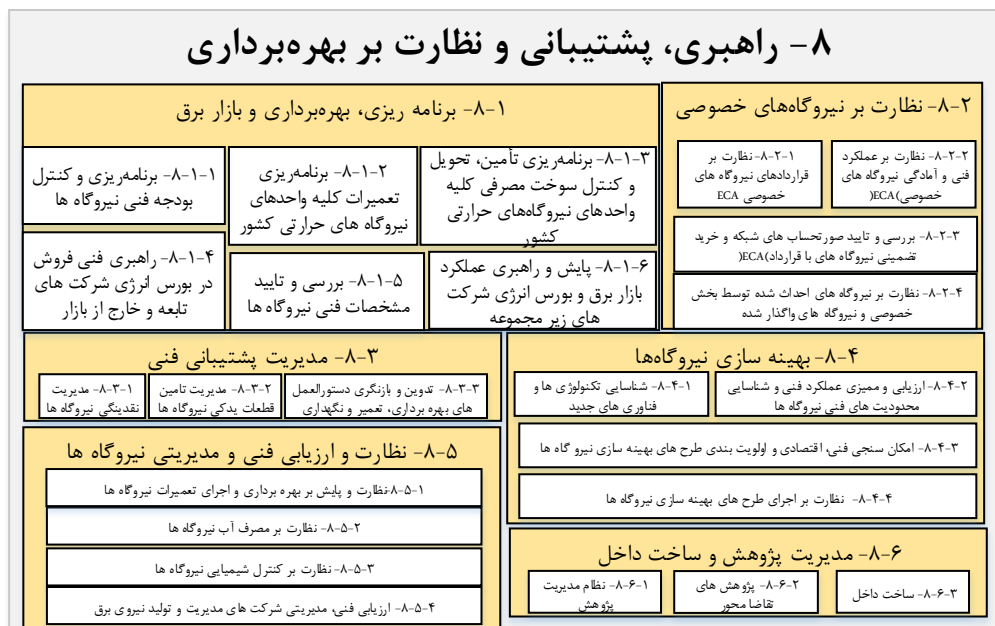 ۸- راهبری، پشتیبانی و نظارت بر بهره‌برداری
۸-۲- نظارت بر نیروگاه‌های خصوصی
۸-۲-۱- نظارت بر
قراردادهای نیروگاه های
خصوصی ECA
۸-۲-۲- نظارت بر عملکرد
فنی و آمادگی نیروگاه های
خصوصی)ECA(
۸-۲-۳- بررسی و تایید صورتحساب های شبکه و خرید
تضمینی نیروگاه های با قرارداد)ECA(
۸-۲-۴- نظارت بر نیروگاه های احداث شده توسط بخش
خصوصی و نیروگاه های واگذار شده
۸-۱- برنامه ریزی، بهره‌برداری و بازار برق
۸-۱-۱- برنامه‌ریزی و کنترل
بودجه فنی نیروگاه ها
۸-۱-۲- برنامه‌ریزی
تعمیرات کلیه واحدهای
نیروگاه های حرارتی کشور
۸-۱-۳- برنامه‌ریزی تأمین، تحویل
و کنترل سوخت مصرفی کلیه
واحدهای نیروگاه‌های حرارتی
کشور
۸-۱-۴- راهبری فنی فروش
در بورس انرژی شرکت های
تابعه و خارج از بازار
۸-۱-۵- بررسی و تایید
مشخصات فنی نیروگاه ها
۸-۱-۶- پایش و راهبری عملکرد
بازار برق و بورس انرژی شرکت
های زیر مجموعه
۸-۳- مدیریت پشتیبانی فنی
۸-۳-۱- مدیریت
نقدینگی نیروگاه ها
۸-۳-۲- مدیریت تامین
قطعات یدکی نیروگاه ها
۸-۳-۳- تدوین و بازنگری دستورالعمل
های بهره برداری، تعمیر و نگهداری
۸-۴- بهینه سازی نیروگاه‌ها
۸-۴-۱- شناسایی تکنولوژی ها و
فناوری های جدید
۸-۴-۲- ارزیابی و ممیزی عملکرد فنی و شناسایی
محدودیت های فنی نیروگاه ها
۸-۴-۳- امکان سنجی فنی، اقتصادی و اولویت بندی طرح های بهینه سازی نیرو گاه ها
۸-۴-۴- نظارت بر اجرای طرح های بهینه سازی نیروگاه ها
۸-۵- نظارت و ارزیابی فنی و مدیریتی نیروگاه ها
۸-۵-۱-نظارت و پایش بر بهره برداری و اجرای تعمیرات نیروگاه ها
۸-۵-۲- نظارت بر مصرف آب نیروگاه ها
۸-۵-۳- نظارت بر کنترل شیمیایی نیروگاه ها
۸-۵-۴- ارزیابی فنی، مدیریتی شرکت های مدیریت و تولید نیروی برق
۸-۶- مدیریت پژوهش و ساخت داخل
۸-۶-۱- نظام مدیریت
پژوهش
۸-۶-۲- پژوهش های
تقاضا محور
۸-۶-۳- ساخت داخل